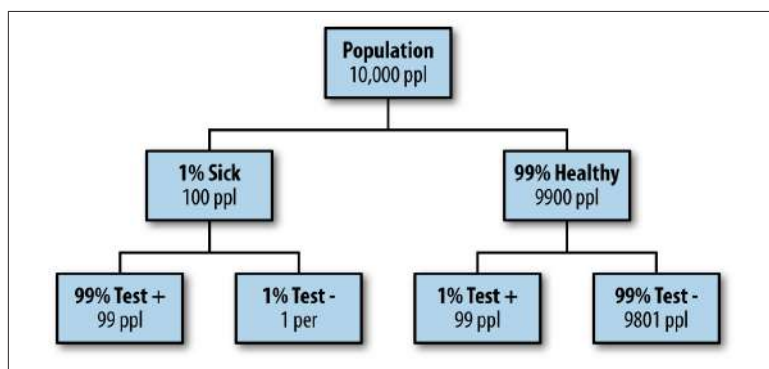 Population
10,000 ppl
1% Sick
100 ppl
99% Healthy
9900 ppl
99% Test +
99 ppl
1% Test -
1 per
1% Test +
99 ppl
99% Test -
9801 ppl